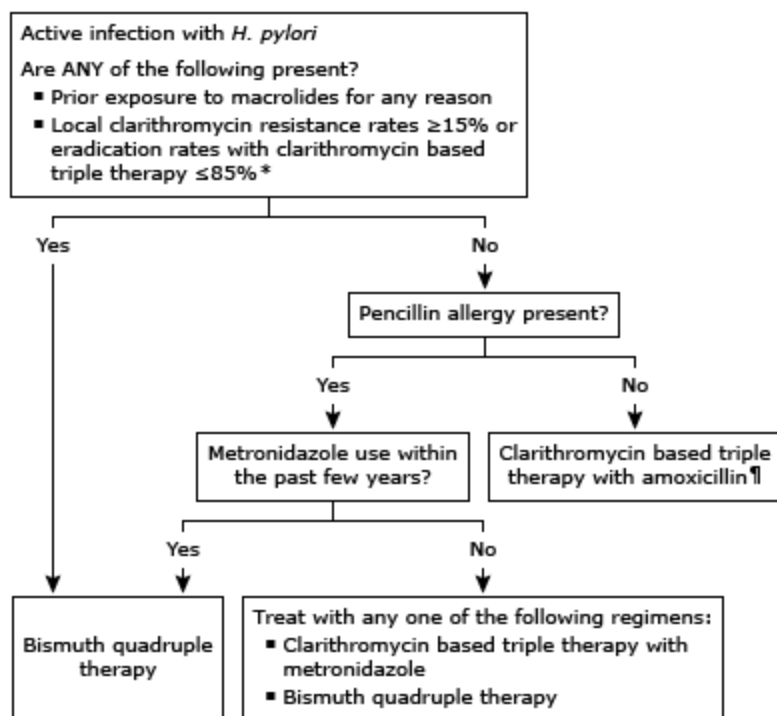 Active infection with H. pylori
Are ANY of the following present?
▪ Prior exposure to macrolides for any reason
▪ Local clarithromycin resistance rates ≥15% or
eradication rates with clarithromycin based
triple therapy ≤85%*
Yes
No
Pencillin allergy present?
Yes
No
Metronidazole use within
the past few years?
Clarithromycin based triple
therapy with amoxicillin¶
Yes
No
Bismuth quadruple
therapy
Treat with any one of the following regimens:
▪ Clarithromycin based triple therapy with
metronidazole
▪ Bismuth quadruple therapy